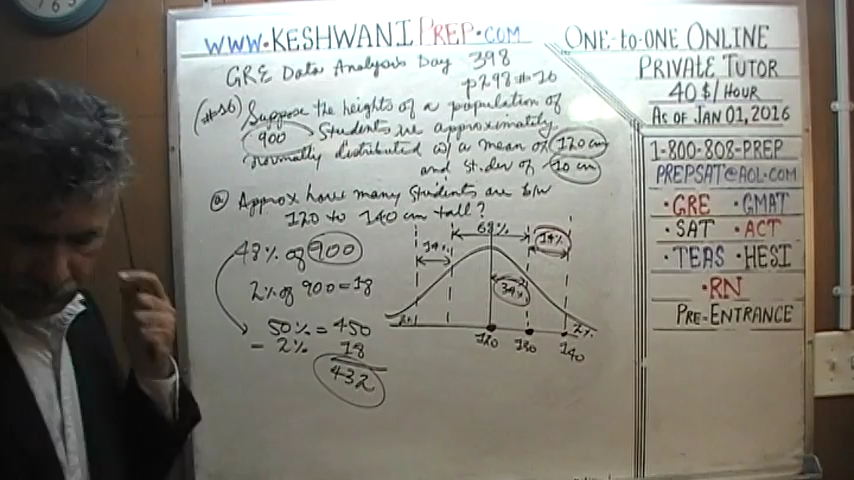 WWW.KESHWANIPREP.COM
GRE Data Analysis Day 398
p298#16
(#16) Suppose the heights of a population of
900 students are approximately
normally distributed w/ a mean of 120 cm
and st.dev of 10 cm
(a) Approx how many students are b/w
120 to 140 cm tall?
48% of 900
2% of 900 = 18
50% = 450
- 2% 18
432
68%
14%
14%
34%
2%
2%
120
130
140
ONE-to-ONE ONLINE
PRIVATE TUTOR
40 $/HOUR
AS OF JAN 01, 2016
1-800-808-PREP
PREPSAT@AOL.COM
•GRE •GMAT
•SAT •ACT
•TEAS •HESI
•RN
PRE-ENTRANCE